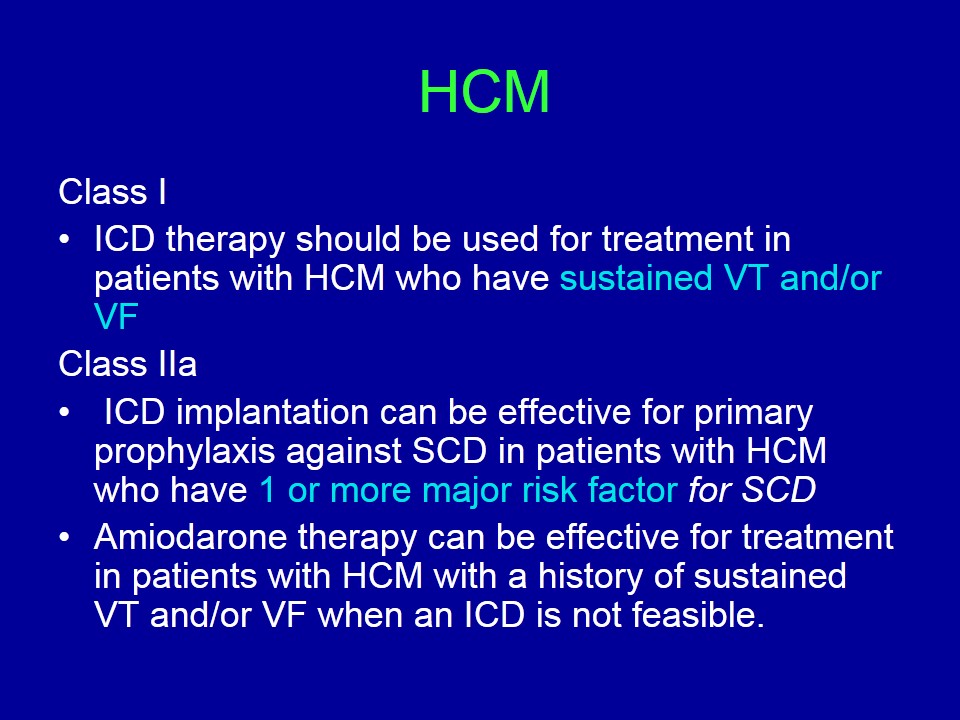 HCM
Class I
• ICD therapy should be used for treatment in
patients with HCM who have sustained VT and/or
VF
Class IIa
• ICD implantation can be effective for primary
prophylaxis against SCD in patients with HCM
who have 1 or more major risk factor for SCD
• Amiodarone therapy can be effective for treatment
in patients with HCM with a history of sustained
VT and/or VF when an ICD is not feasible.